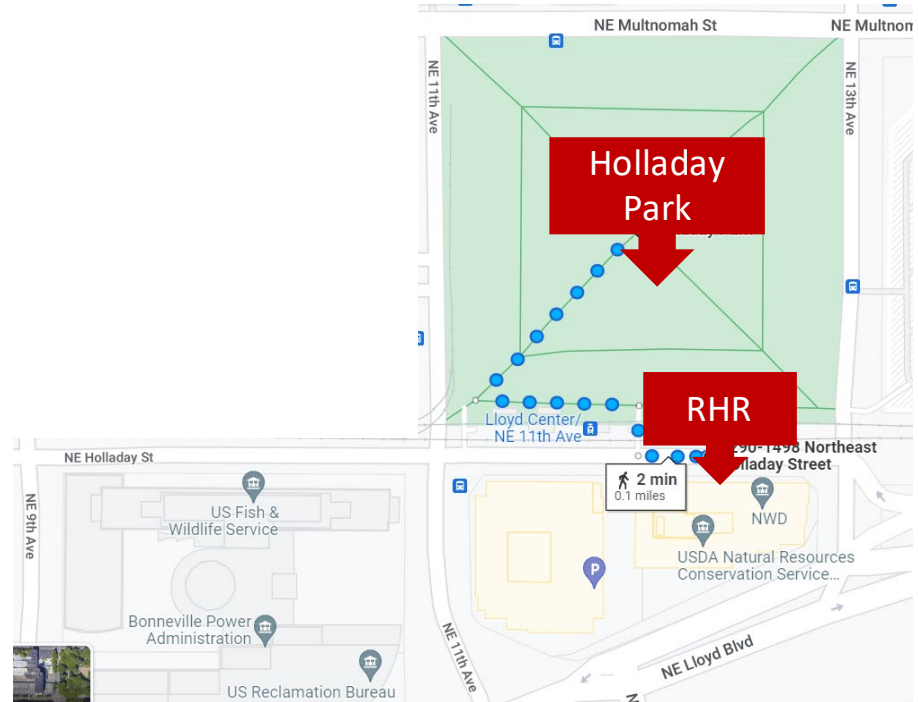 NE Multnomah St
NE Multnom
NE 11th Ave
NE 13th Ave
Holladay
Park
RHR
Lloyd Center/
NE 11th Ave
290-1498 Northeast
lladay Street
NE Holladay St
2 min
0.1 miles
NE 9th Ave
US Fish &
Wildlife Service
NWD
USDA Natural Resources
Conservation Service...
P
Bonneville Power
Administration
NE 11th Ave
NE Lloyd Blvd
US Reclamation Bureau
N